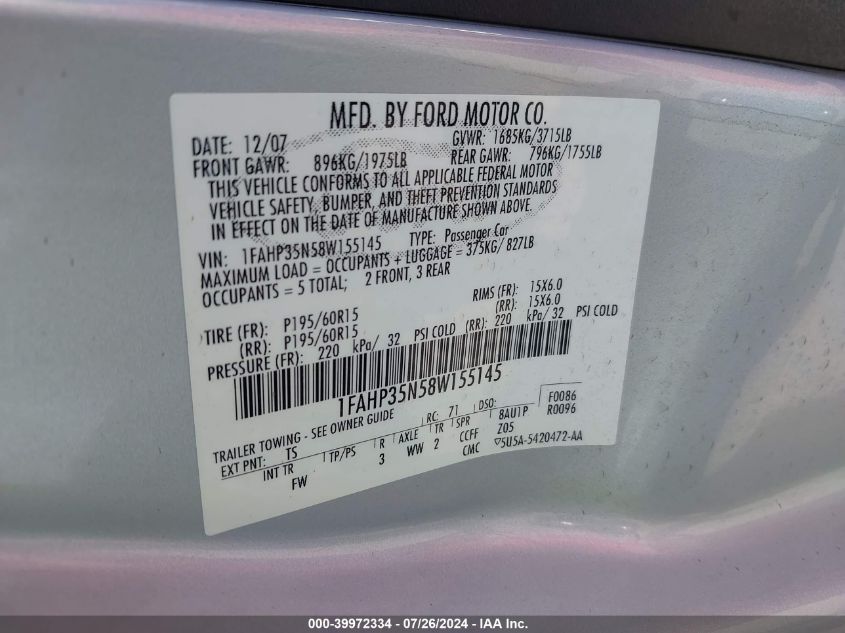 MFD. BY FORD MOTOR CO.
DATE: 12/07 GVWR: 1685KG/3715LB
FRONT GAWR: 896KG/1975LB REAR GAWR: 796KG/1755LB
THIS VEHICLE CONFORMS TO ALL APPLICABLE FEDERAL MOTOR
VEHICLE SAFETY, BUMPER, AND THEFT PREVENTION STANDARDS
IN EFFECT ON THE DATE OF MANUFACTURE SHOWN ABOVE.
VIN: 1FAHP35N58W155145 TYPE: Passenger Car
MAXIMUM LOAD = OCCUPANTS + LUGGAGE = 375KG/ 827LB
OCCUPANTS = 5 TOTAL; 2 FRONT, 3 REAR
TIRE (FR): P195/60R15 RIMS (FR): 15X6.0
(RR): P195/60R15 (RR): 15X6.0
PRESSURE (FR): 220 kPa/ 32 PSI COLD (RR): 220 kPa/ 32 PSI COLD
1FAHP35N58W155145
F0086
R0096
TRAILER TOWING - SEE OWNER GUIDE RC: 71 DSO:
EXT PNT: TS INT TR TP/PS R AXLE TR SPR 8AU1P
FW 3 WW 2 CCFF Z05
CMC 5U5A-5420472-AA
000-39972334 / 07/26/2024 - IAA Inc.